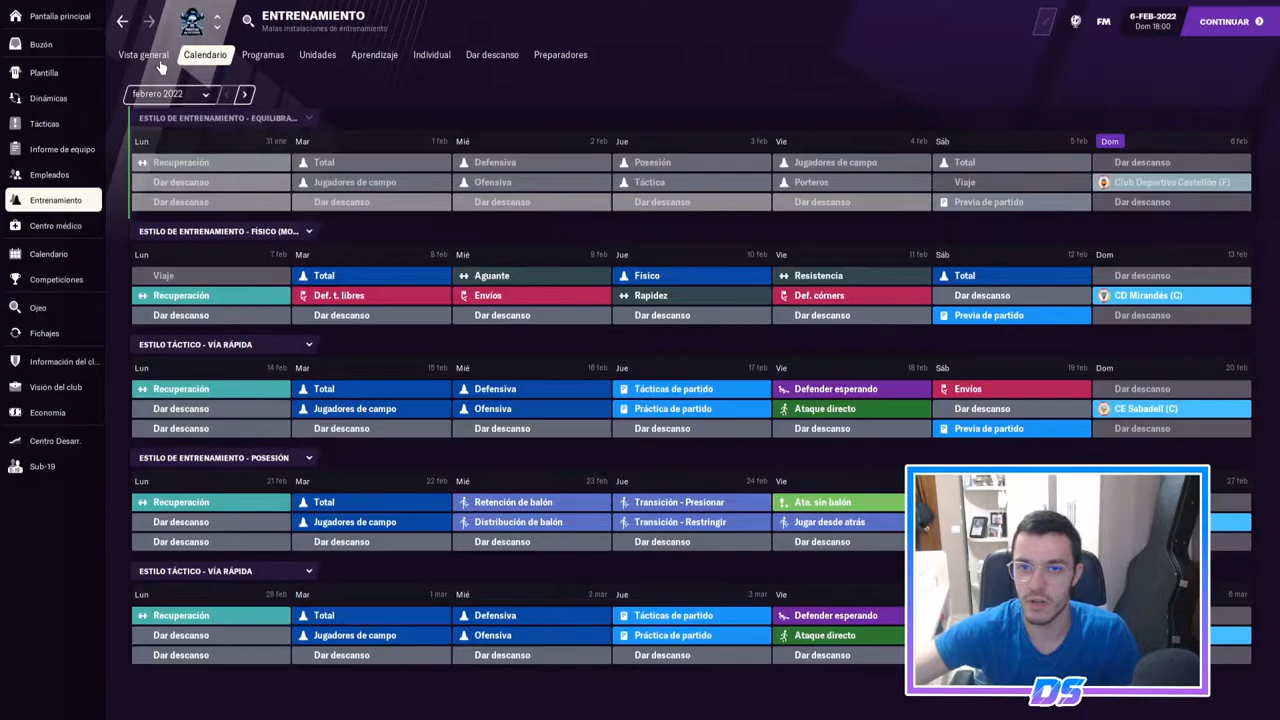 Pantalla principal
Buzón
Plantilla
Dinámicas
Tácticas
Informe de equipo
Empleados
Entrenamiento
Centro médico
Calendario
Competiciones
Ojeo
Fichajes
Información del cl...
Visión del club
Economía
Centro Desarr.
Sub-19
ENTRENAMIENTO
Malas instalaciones de entrenamiento
FM
6-FEB-2022
Dom 18:00
CONTINUAR
Vista general Calendario Programas Unidades Aprendizaje Individual Dar descanso Preparadores
febrero 2022
ESTILO DE ENTRENAMIENTO - EQUILIBRA...
Lun 31 ene Mar 1 feb Mié 2 feb Jue 3 feb Vie 4 feb Sáb 5 feb Dom 6 feb
Recuperación Total Defensiva Posesión Jugadores de campo Total Dar descanso
Dar descanso Jugadores de campo Ofensiva Táctica Porteros Viaje Club Deportivo Castellón (F)
Dar descanso Dar descanso Dar descanso Dar descanso Dar descanso Previa de partido Dar descanso
ESTILO DE ENTRENAMIENTO - FÍSICO (MO...
Lun 7 feb Mar 8 feb Mié 9 feb Jue 10 feb Vie 11 feb Sáb 12 feb Dom 13 feb
Viaje Total Aguante Físico Resistencia Total Dar descanso
Recuperación Def. t. libres Envíos Rapidez Def. córners Dar descanso CD Mirandés (C)
Dar descanso Dar descanso Dar descanso Dar descanso Dar descanso Previa de partido Dar descanso
ESTILO TÁCTICO - VÍA RÁPIDA
Lun 14 feb Mar 15 feb Mié 16 feb Jue 17 feb Vie 18 feb Sáb 19 feb Dom 20 feb
Recuperación Total Defensiva Tácticas de partido Defender esperando Envíos Dar descanso
Dar descanso Jugadores de campo Ofensiva Práctica de partido Ataque directo Dar descanso CE Sabadell (C)
Dar descanso Dar descanso Dar descanso Dar descanso Dar descanso Previa de partido Dar descanso
ESTILO DE ENTRENAMIENTO - POSESIÓN
Lun 21 feb Mar 22 feb Mié 23 feb Jue 24 feb Vie 27 feb
Recuperación Total Retención de balón Transición - Presionar Ata. sin balón
Dar descanso Jugadores de campo Distribución de balón Transición - Restringir Jugar desde atrás
Dar descanso Dar descanso Dar descanso Dar descanso Dar descanso
ESTILO TÁCTICO - VÍA RÁPIDA
Lun 28 feb Mar 1 mar Mié 2 mar Jue 3 mar Vie 6 mar
Recuperación Total Defensiva Tácticas de partido Defender esperando
Dar descanso Jugadores de campo Ofensiva Práctica de partido Ataque directo
Dar descanso Dar descanso Dar descanso Dar descanso Dar descanso
DS